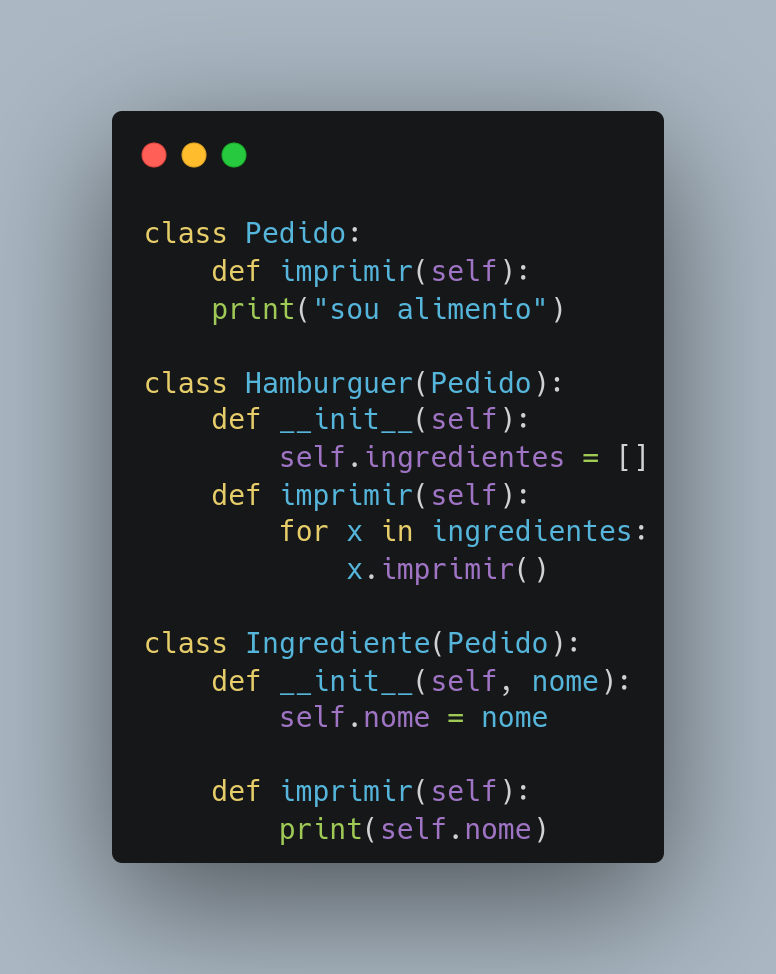 class Pedido:
    def imprimir(self):
    print("sou alimento")

class Hamburguer(Pedido):
    def __init__(self):
        self.ingredientes = []
    def imprimir(self):
        for x in ingredientes:
            x.imprimir()

class Ingrediente(Pedido):
    def __init__(self, nome):
        self.nome = nome

    def imprimir(self):
        print(self.nome)